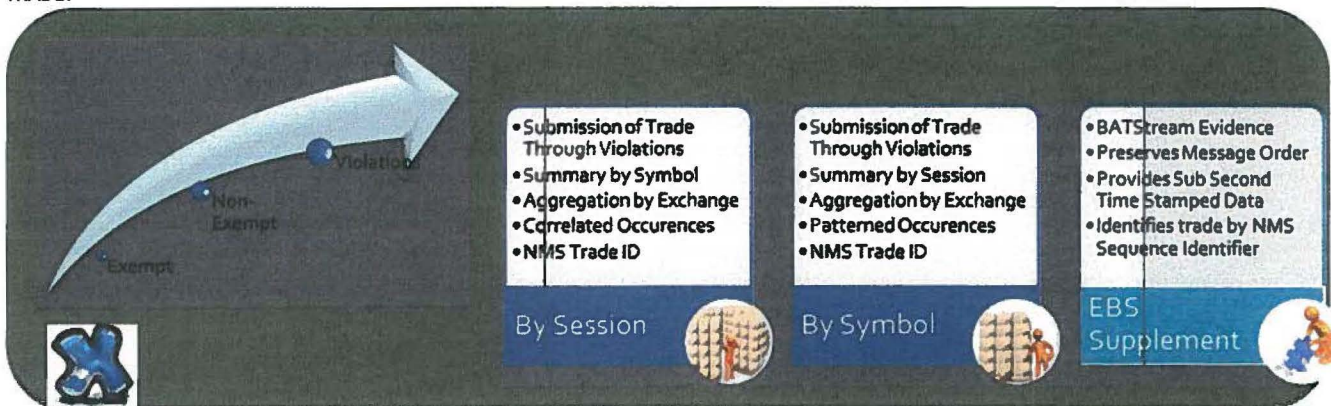 Violations
Non-
Exempt
Exempt
• Submission of Trade
Through Violations
• Summary by Symbol
• Aggregation by Exchange
• Correlated Occurences
• NMS Trade ID
By Session
• Submission of Trade
Through Violations
• Summary by Session
• Aggregation by Exchange
• Patterned Occurences
• NMS Trade ID
By Symbol
• BATStream Evidence
• Preserves Message Order
• Provides Sub Second
Time Stamped Data
• Identifies trade by NMS
Sequence Identifier
EBS
Supplement
X